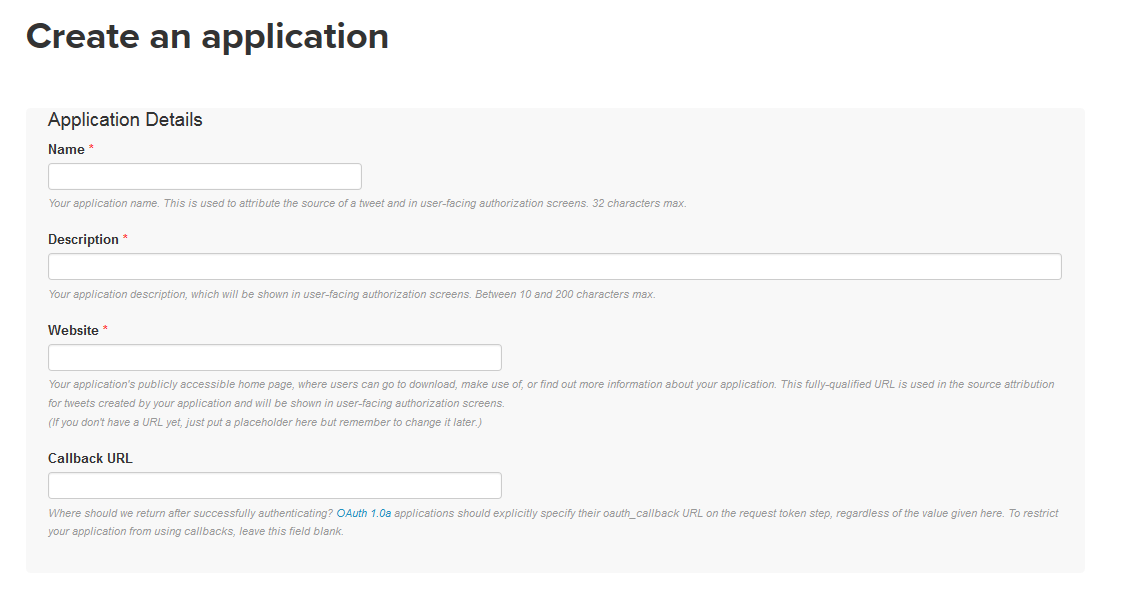 Create an application
Application Details
Name *
Your application name. This is used to attribute the source of a tweet and in user-facing authorization screens. 32 characters max.
Description *
Your application description, which will be shown in user-facing authorization screens. Between 10 and 200 characters max.
Website *
Your application's publicly accessible home page, where users can go to download, make use of, or find out more information about your application. This fully-qualified URL is used in the source attribution
for tweets created by your application and will be shown in user-facing authorization screens.
(If you don't have a URL yet, just put a placeholder here but remember to change it later.)
Callback URL
Where should we return after successfully authenticating? OAuth 1.0a applications should explicitly specify their oauth_callback URL on the request token step, regardless of the value given here. To restrict
your application from using callbacks, leave this field blank.